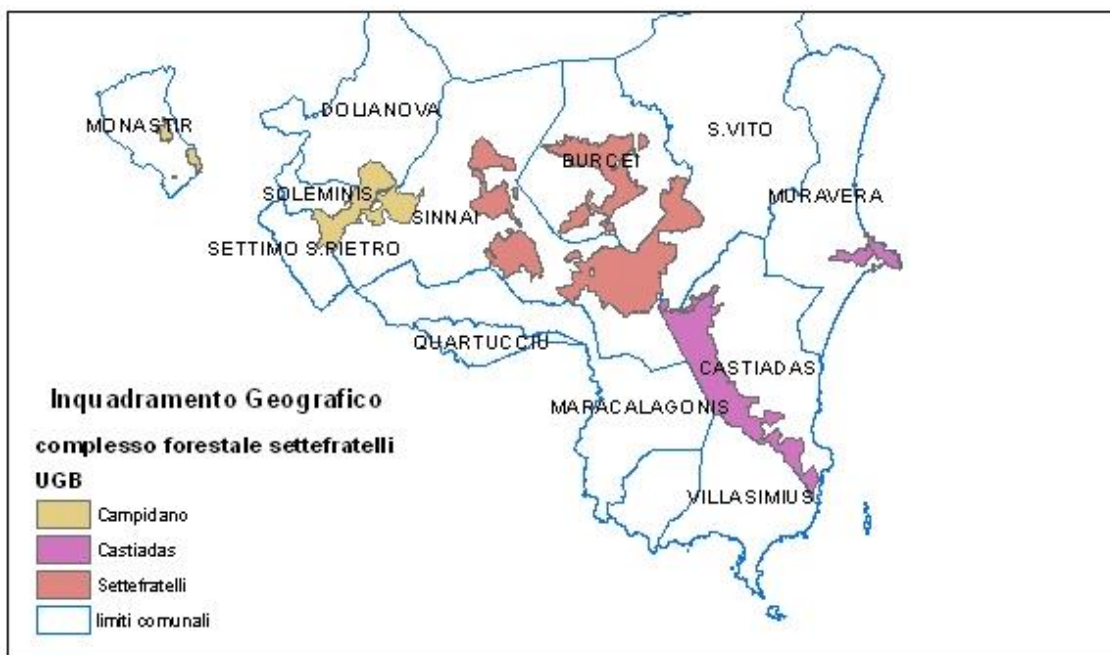 DOLIANOVA
MONASTIR
S.VITO
BURCEI
SOLEMINIS
MURAVERA
SINNAI
SETTIMO S.PIETRO
QUARTUCCIU
CASTIADAS
MARACALAGONIS
VILLASIMIUS
Inquadramento Geografico
complesso forestale settefratelli
UGB
Campidano
Castiadas
Settefratelli
limiti comunali